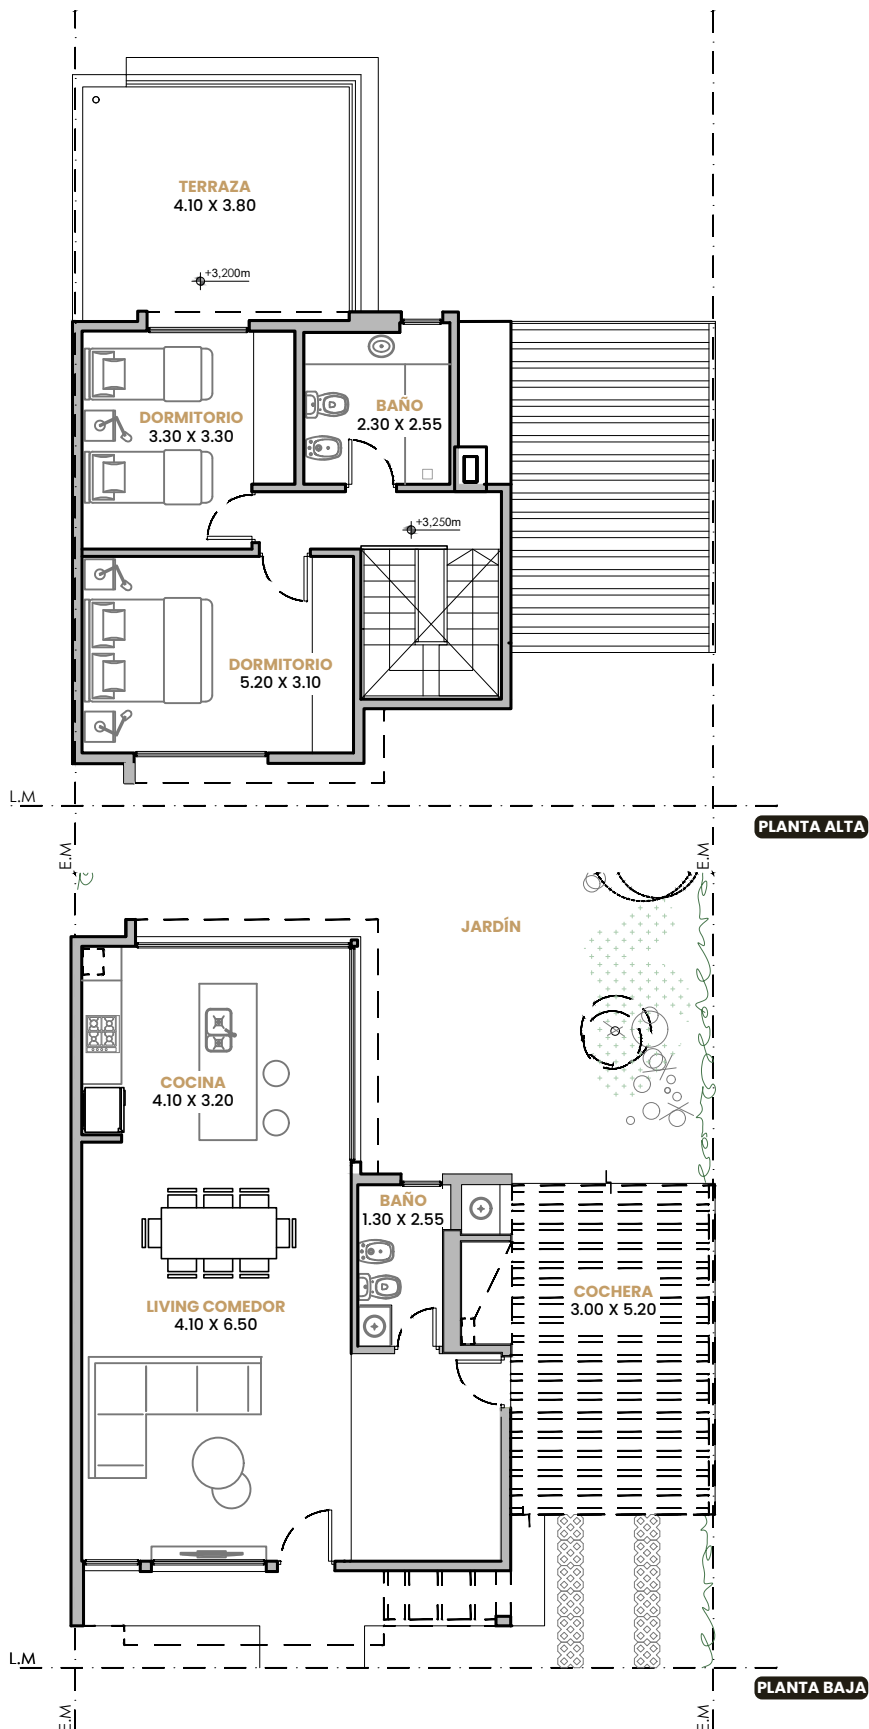 TERRAZA
4.10 X 3.80
+3,200m
DORMITORIO
3.30 X 3.30
BAÑO
2.30 X 2.55
+3,250m
DORMITORIO
5.20 X 3.10
L.M
PLANTA ALTA
E.M
E.M
JARDÍN
COCINA
4.10 X 3.20
BAÑO
1.30 X 2.55
COCHERA
3.00 X 5.20
LIVING COMEDOR
4.10 X 6.50
L.M
PLANTA BAJA
E.M
E.M